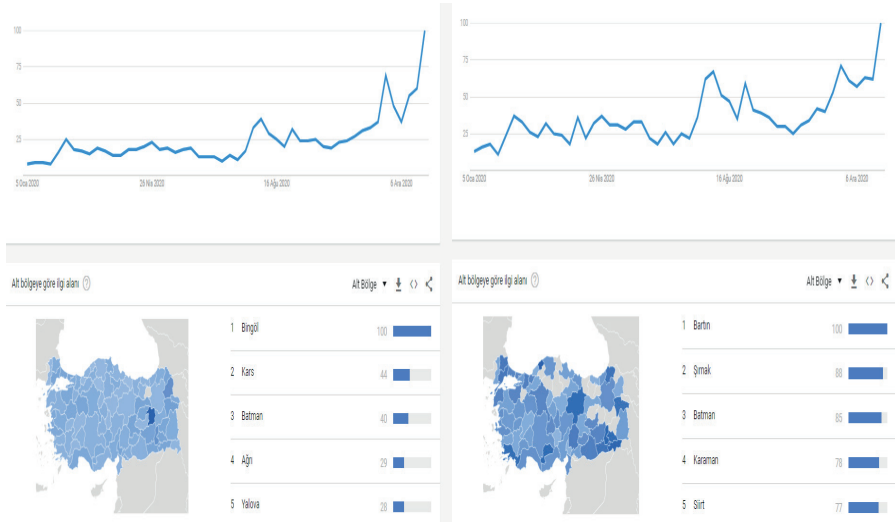 100
75
50
25
5 Oca 2020
26 Nis 2020
16 Ağu 2020
6 Ara 2020
Alt bölgeye göre ilgi alanı ?
Alt Bölge
1 Bingöl 100
2 Kars 44
3 Batman 40
4 Ağrı 29
5 Yalova 28
100
75
50
25
5 Oca 2020
26 Nis 2020
16 Ağu 2020
6 Ara 2020
Alt bölgeye göre ilgi alanı ?
Alt Bölge
1 Bartın 100
2 Şırnak 88
3 Batman 85
4 Karaman 78
5 Siirt 77